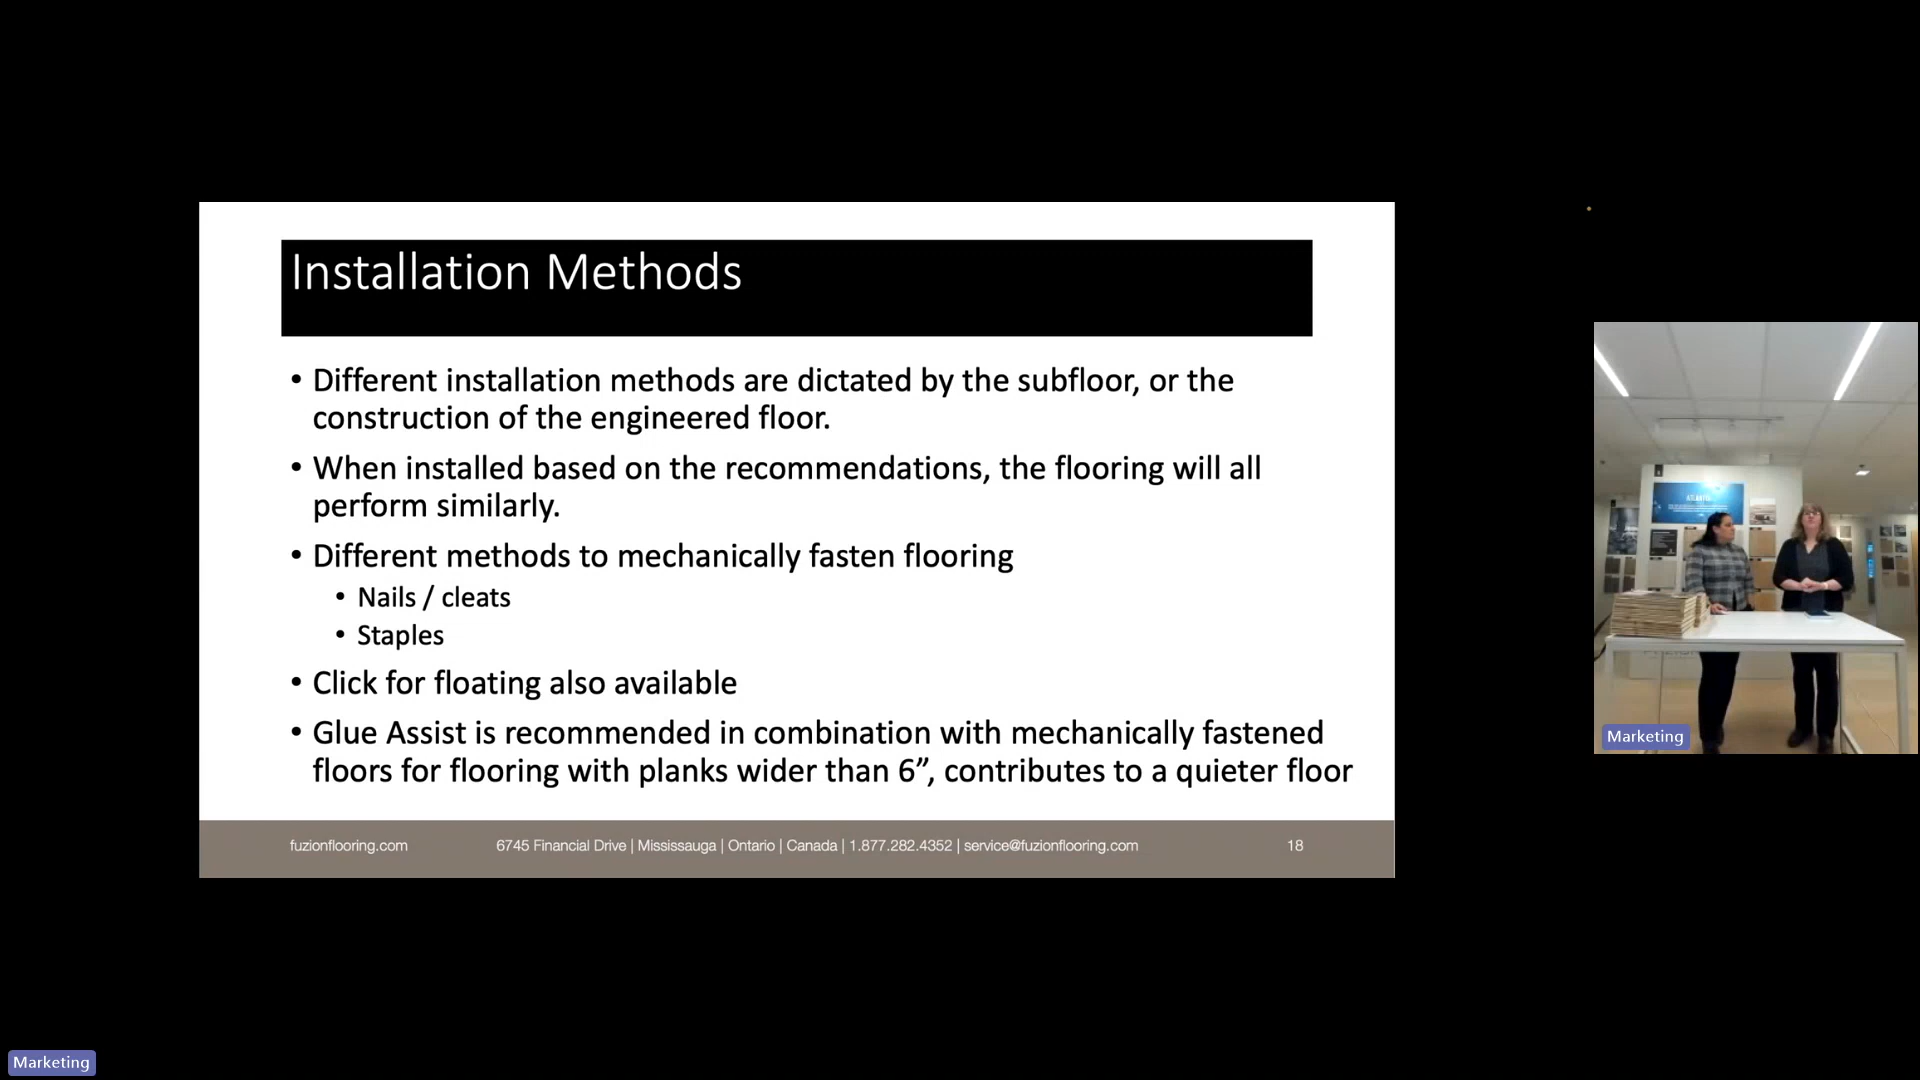 Installation Methods
• Different installation methods are dictated by the subfloor, or the
construction of the engineered floor.
• When installed based on the recommendations, the flooring will all
perform similarly.
• Different methods to mechanically fasten flooring
• Nails / cleats
• Staples
• Click for floating also available
• Glue Assist is recommended in combination with mechanically fastened
floors for flooring with planks wider than 6”, contributes to a quieter floor
fuzionflooring.com
6745 Financial Drive | Mississauga | Ontario | Canada | 1.877.282.4352 | service@fuzionflooring.com
18
Marketing
Marketing